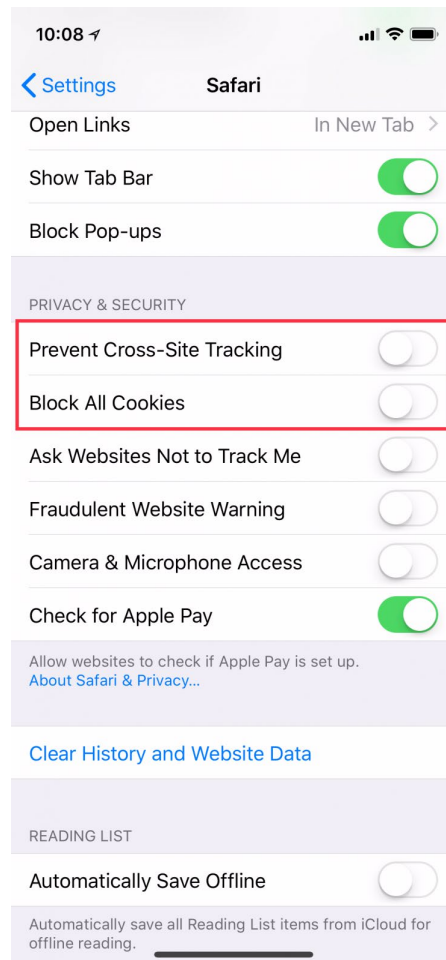 10:08
Settings
Safari
Open Links In New Tab
Show Tab Bar
Block Pop-ups
PRIVACY & SECURITY
Prevent Cross-Site Tracking
Block All Cookies
Ask Websites Not to Track Me
Fraudulent Website Warning
Camera & Microphone Access
Check for Apple Pay
Allow websites to check if Apple Pay is set up.
About Safari & Privacy...
Clear History and Website Data
READING LIST
Automatically Save Offline
Automatically save all Reading List items from iCloud for
offline reading.